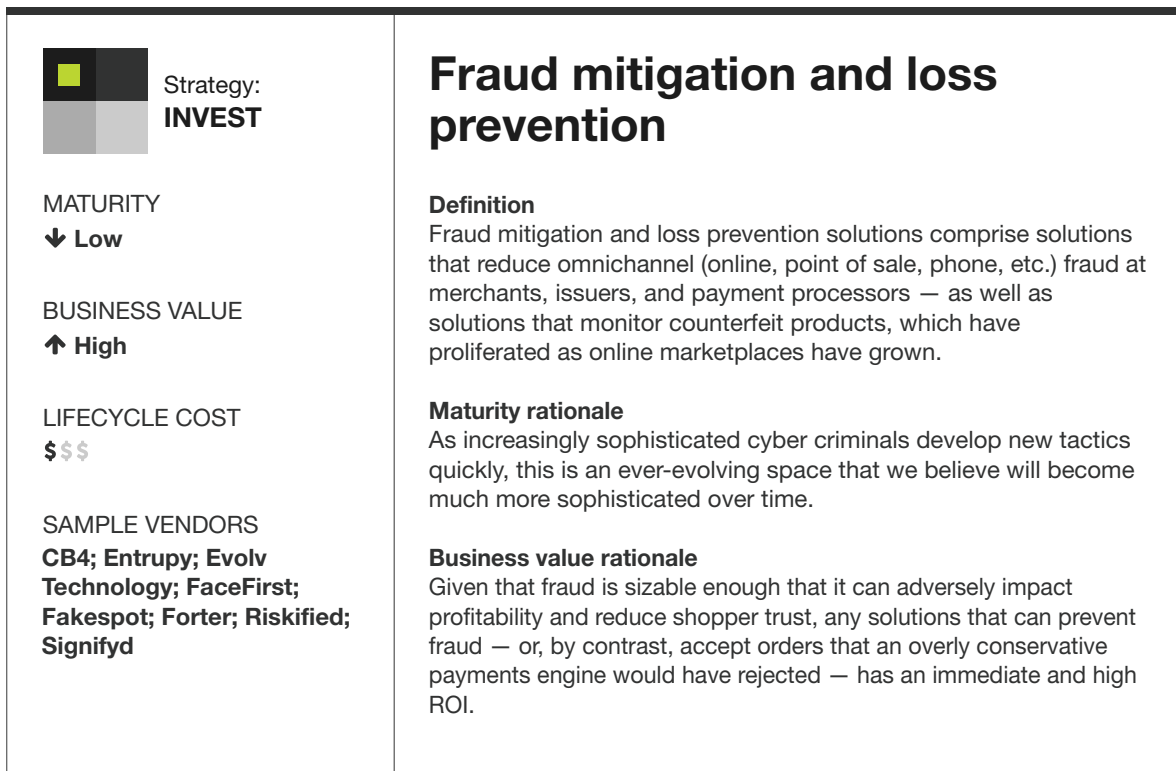 Strategy:
INVEST
MATURITY
↓ Low
BUSINESS VALUE
↑ High
LIFECYCLE COST
$$$
SAMPLE VENDORS
CB4; Entrupy; Evolv
Technology; FaceFirst;
Fakespot; Forter; Riskified;
Signifyd
Fraud mitigation and loss
prevention
Definition
Fraud mitigation and loss prevention solutions comprise solutions
that reduce omnichannel (online, point of sale, phone, etc.) fraud at
merchants, issuers, and payment processors — as well as
solutions that monitor counterfeit products, which have
proliferated as online marketplaces have grown.
Maturity rationale
As increasingly sophisticated cyber criminals develop new tactics
quickly, this is an ever-evolving space that we believe will become
much more sophisticated over time.
Business value rationale
Given that fraud is sizable enough that it can adversely impact
profitability and reduce shopper trust, any solutions that can prevent
fraud — or, by contrast, accept orders that an overly conservative
payments engine would have rejected — has an immediate and high
ROI.